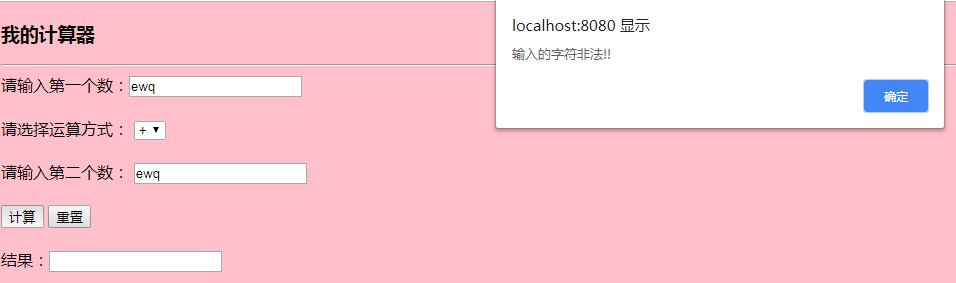 我的计算器
localhost:8080 显示
输入的字符非法!!
确定
请输入第一个数：ewq
请选择运算方式： +
请输入第二个数： ewq
计算 重置
结果：